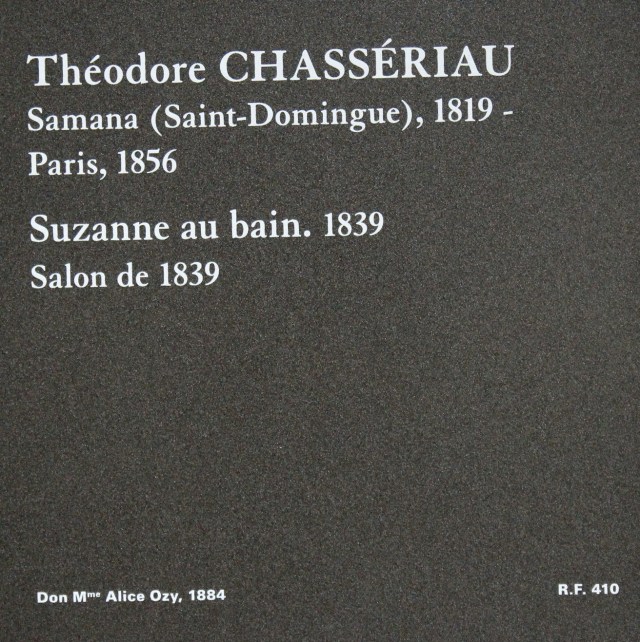 Théodore CHASSÉRIAU
Samana (Saint-Domingue), 1819 -
Paris, 1856
Suzanne au bain. 1839
Salon de 1839
Don Mme Alice Ozy, 1884
R.F. 410